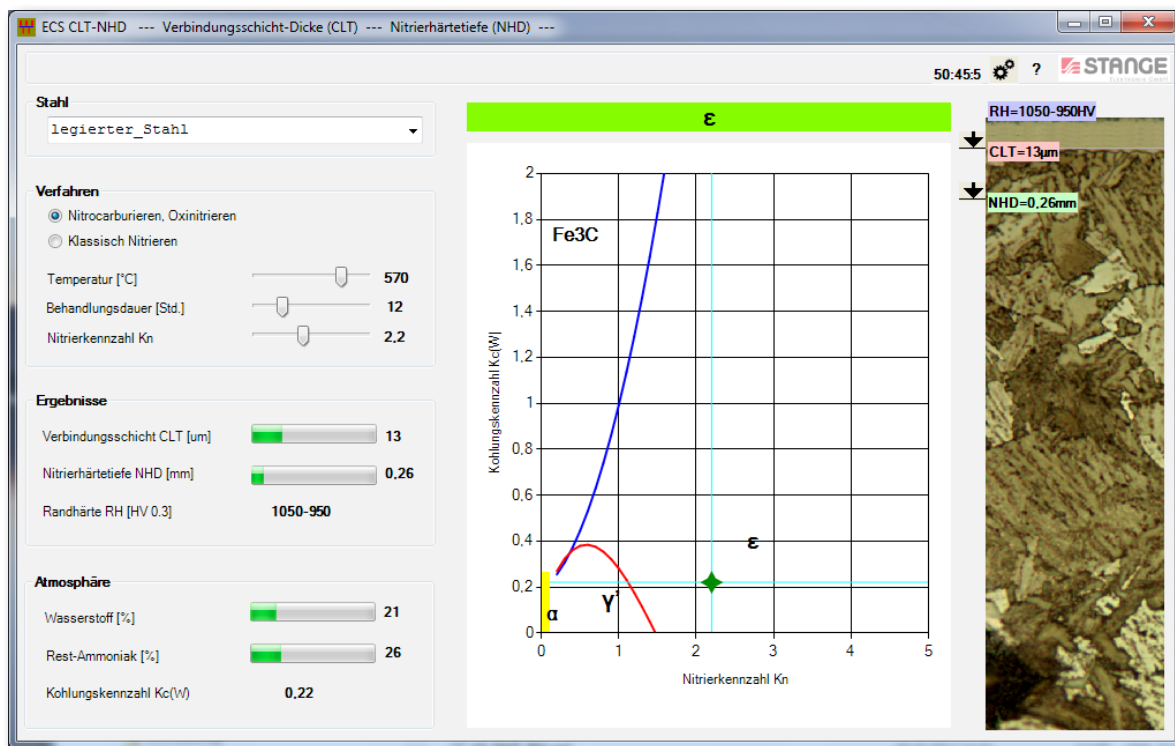 ECS CLT-NHD --- Verbindungsschicht-Dicke (CLT) --- Nitrierhärtetiefe (NHD) ---
50:45:5 ? STANGE
Stahl
legierter_Stahl
Verfahren
Nitrocarburieren, Oxinitrieren
Klassisch Nitrieren
Temperatur [°C] 570
Behandlungsdauer [Std.] 12
Nitrierkennzahl Kn 2,2
Ergebnisse
Verbindungsschicht CLT [um] 13
Nitrierhärtetiefe NHD [mm] 0,26
Randhärte RH [HV 0.3] 1050-950
Atmosphäre
Wasserstoff [%] 21
Rest-Ammoniak [%] 26
Kohlungskennzahl Kc(W) 0,22
ε
Kohlungskennzahl Kc(W|
2
1,8
1,6
1,4
1,2
1
0,8
0,6
0,4
0,2
0
Fe3C
ε
γ'
α
0 1 2 3 4 5
Nitrierkennzahl Kn
RH=1050-950HV
CLT=13µm
NHD=0,26mm